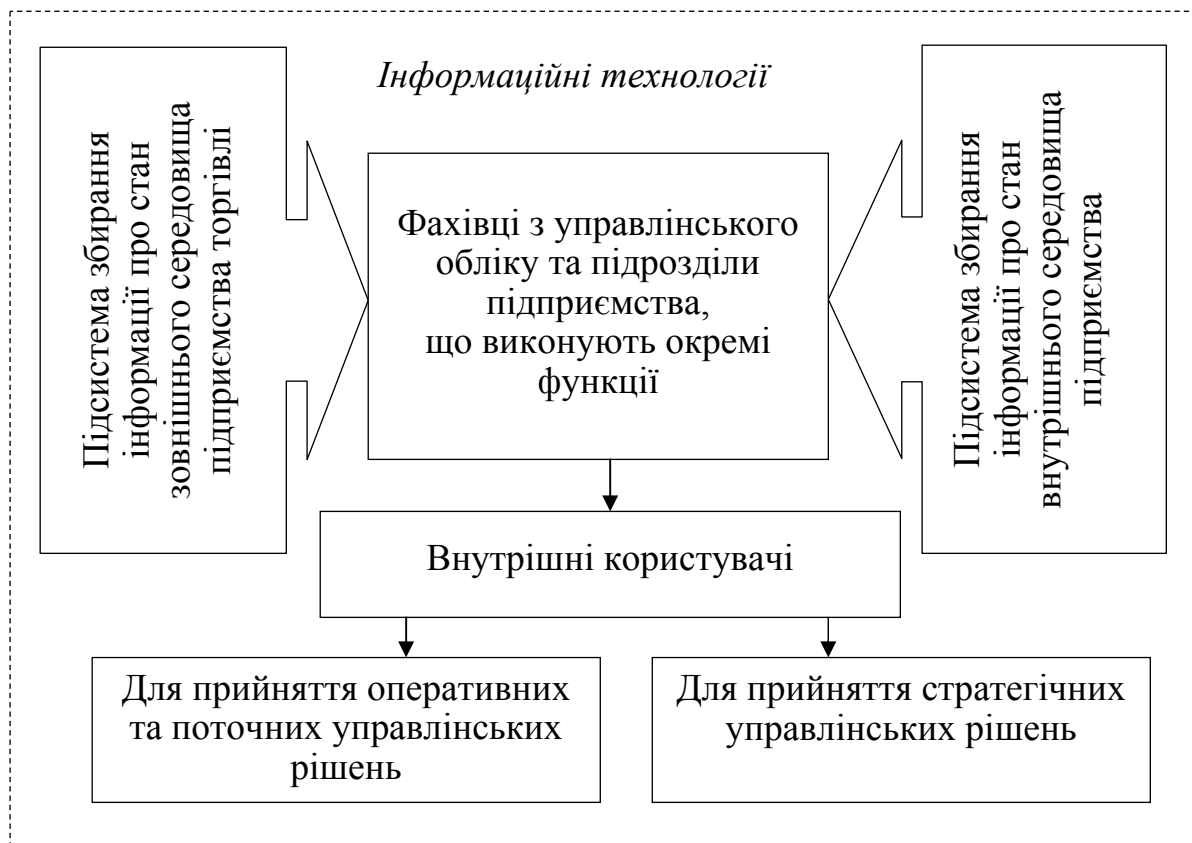 Інформаційні технології
Підсистема збирання
інформації про стан
зовнішнього середовища
підприємства торгівлі
Фахівці з управлінського
обліку та підрозділи
підприємства,
що виконують окремі
функції
Підсистема збирання
інформації про стан
внутрішнього середовища
підприємства
Внутрішні користувачі
Для прийняття оперативних
та поточних управлінських
рішень
Для прийняття стратегічних
управлінських рішень